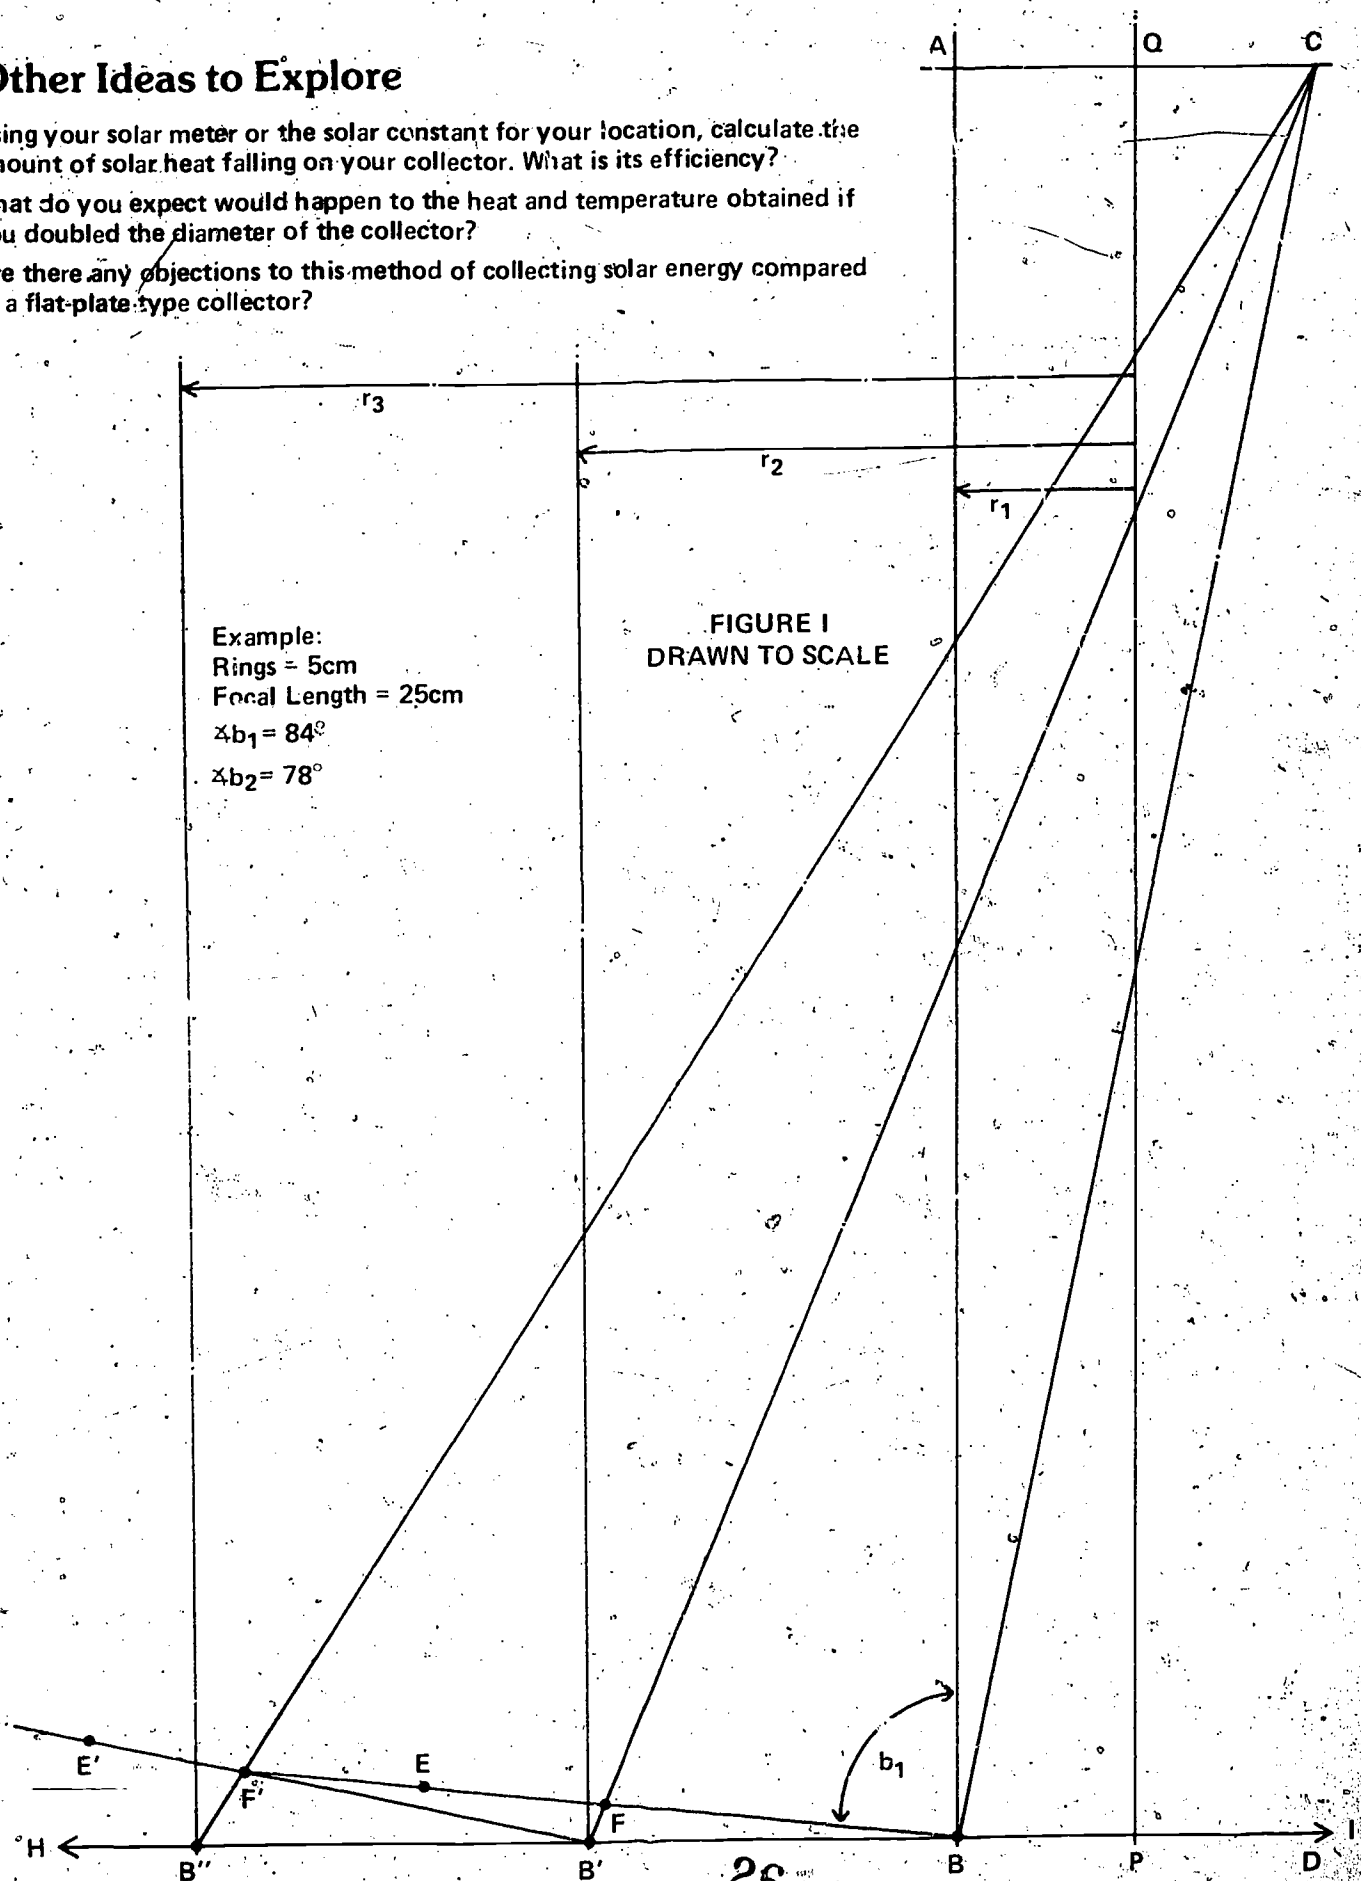 A
Q
C
Other Ideas to Explore
sing your solar meter or the solar constant for your location, calculate the
mount of solar heat falling on your collector. What is its efficiency?
hat do you expect would happen to the heat and temperature obtained if
ou doubled the diameter of the collector?
re there any objections to this method of collecting solar energy compared
a flat-plate type collector?
r3
r2
r1
Example:
Rings = 5cm
Focal Length = 25cm
∡b1 = 84°
∡b2 = 78°
FIGURE I
DRAWN TO SCALE
E'
E
b1
F'
F
H
I
B''
B'
B
P
D